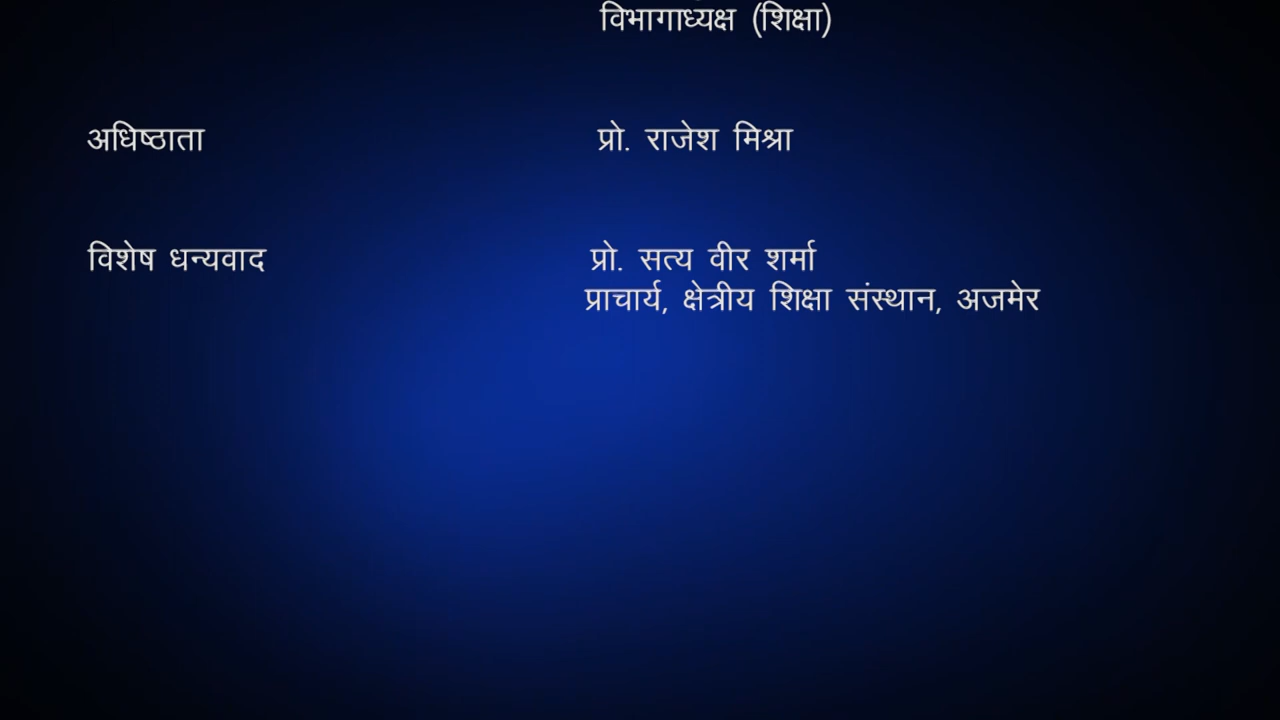 विभागाध्यक्ष (शिक्षा)
अधिष्ठाता प्रो. राजेश मिश्रा
विशेष धन्यवाद प्रो. सत्य वीर शर्मा
प्राचार्य, क्षेत्रीय शिक्षा संस्थान, अजमेर